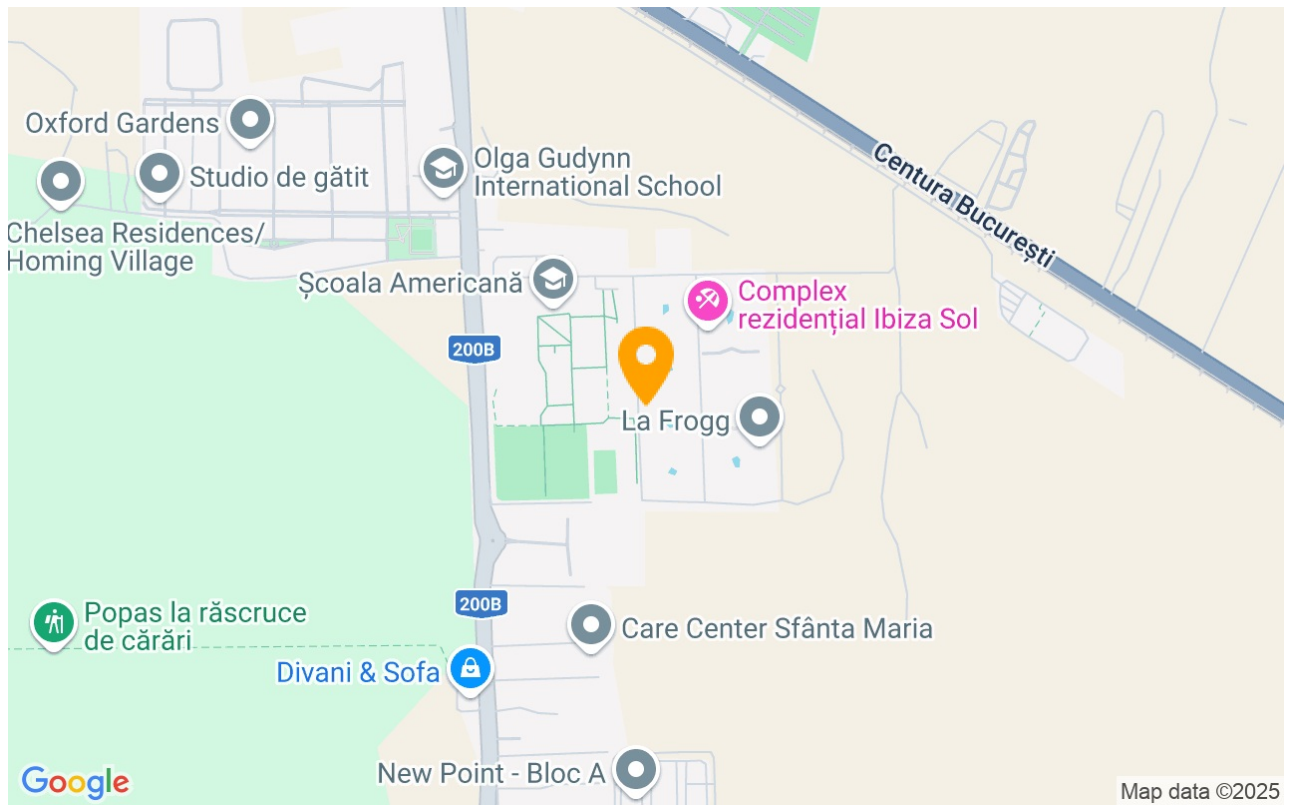 Oxford Gardens
Studio de gătit
Olga Gudynn
International School
Centura București
Chelsea Residences/
Homing Village
Școala Americană
Complex
rezidențial Ibiza Sol
200B
La Frogg
200B
Popas la răscruce
de cărări
Care Center Sfânta Maria
Divani & Sofa
New Point - Bloc A
Google
Map data ©2025